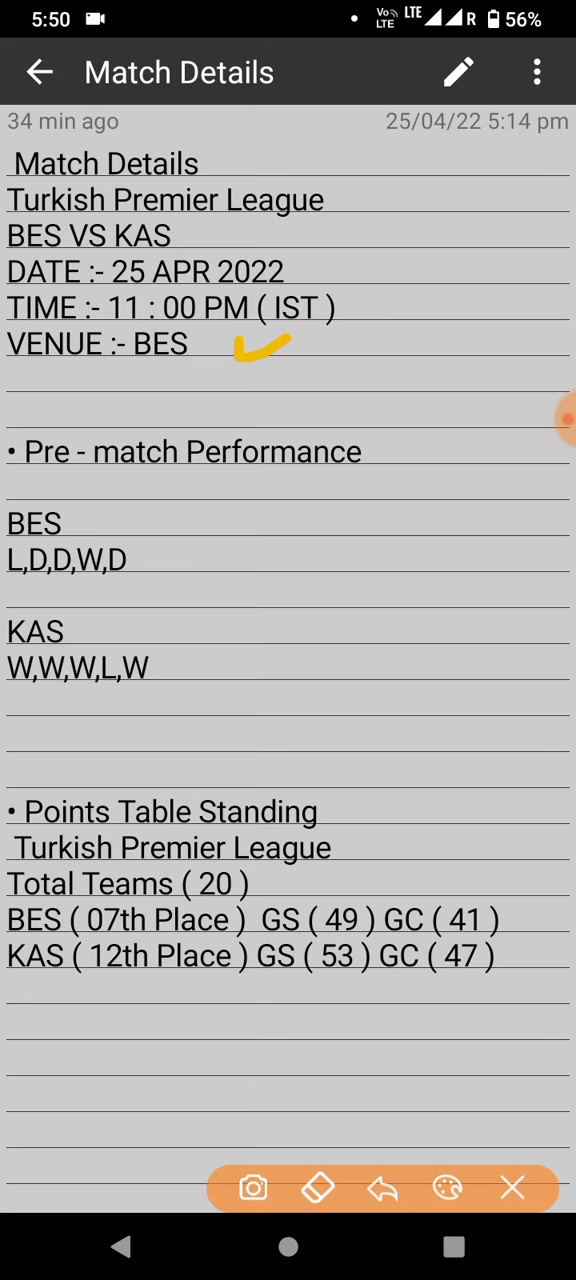 5:50
Vo LTE LTE R 56%
Match Details
34 min ago 25/04/22 5:14 pm
Match Details
Turkish Premier League
BES VS KAS
DATE :- 25 APR 2022
TIME :- 11 : 00 PM ( IST )
VENUE :- BES
• Pre - match Performance
BES
L,D,D,W,D
KAS
W,W,W,L,W
• Points Table Standing
Turkish Premier League
Total Teams ( 20 )
BES ( 07th Place )  GS ( 49 ) GC ( 41 )
KAS ( 12th Place ) GS ( 53 ) GC ( 47 )